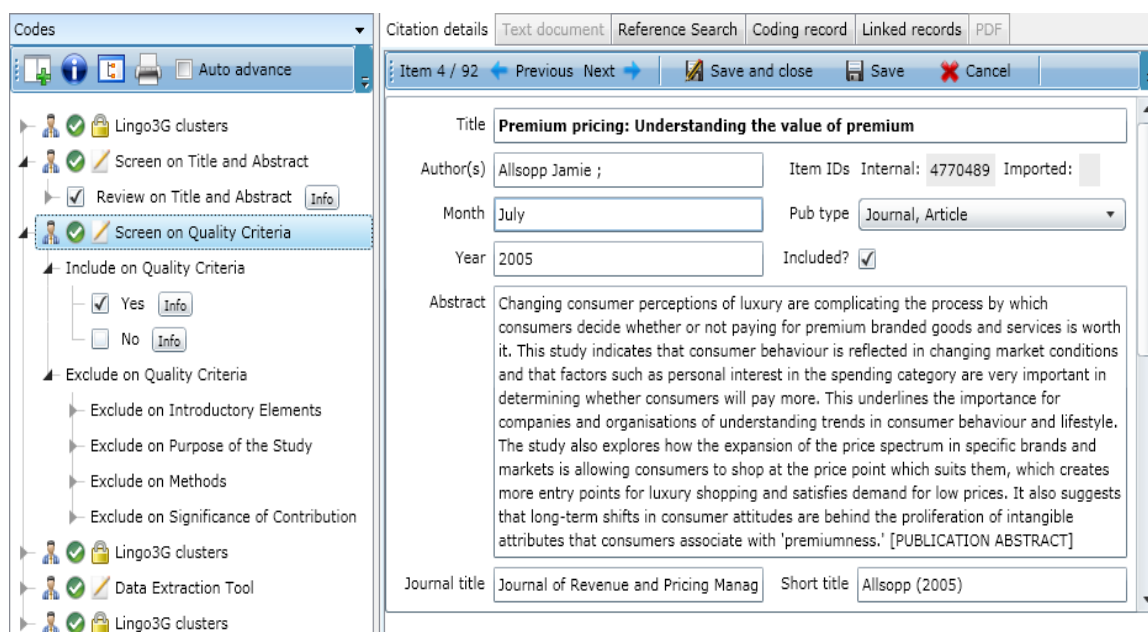 Codes
Auto advance
Lingo3G clusters
Screen on Title and Abstract
Review on Title and Abstract Info
Screen on Quality Criteria
Include on Quality Criteria
Yes Info
No Info
Exclude on Quality Criteria
Exclude on Introductory Elements
Exclude on Purpose of the Study
Exclude on Methods
Exclude on Significance of Contribution
Lingo3G clusters
Data Extraction Tool
Lingo3G clusters
Citation details Text document Reference Search Coding record Linked records PDF
Item 4 / 92 Previous Next Save and close Save Cancel
Title Premium pricing: Understanding the value of premium
Author(s) Allsopp Jamie ; Item IDs Internal: 4770489 Imported:
Month July Pub type Journal, Article
Year 2005 Included?
Abstract Changing consumer perceptions of luxury are complicating the process by which
consumers decide whether or not paying for premium branded goods and services is worth
it. This study indicates that consumer behaviour is reflected in changing market conditions
and that factors such as personal interest in the spending category are very important in
determining whether consumers will pay more. This underlines the importance for
companies and organisations of understanding trends in consumer behaviour and lifestyle.
The study also explores how the expansion of the price spectrum in specific brands and
markets is allowing consumers to shop at the price point which suits them, which creates
more entry points for luxury shopping and satisfies demand for low prices. It also suggests
that long-term shifts in consumer attitudes are behind the proliferation of intangible
attributes that consumers associate with 'premiumness.' [PUBLICATION ABSTRACT]
Journal title Journal of Revenue and Pricing Manag Short title Allsopp (2005)